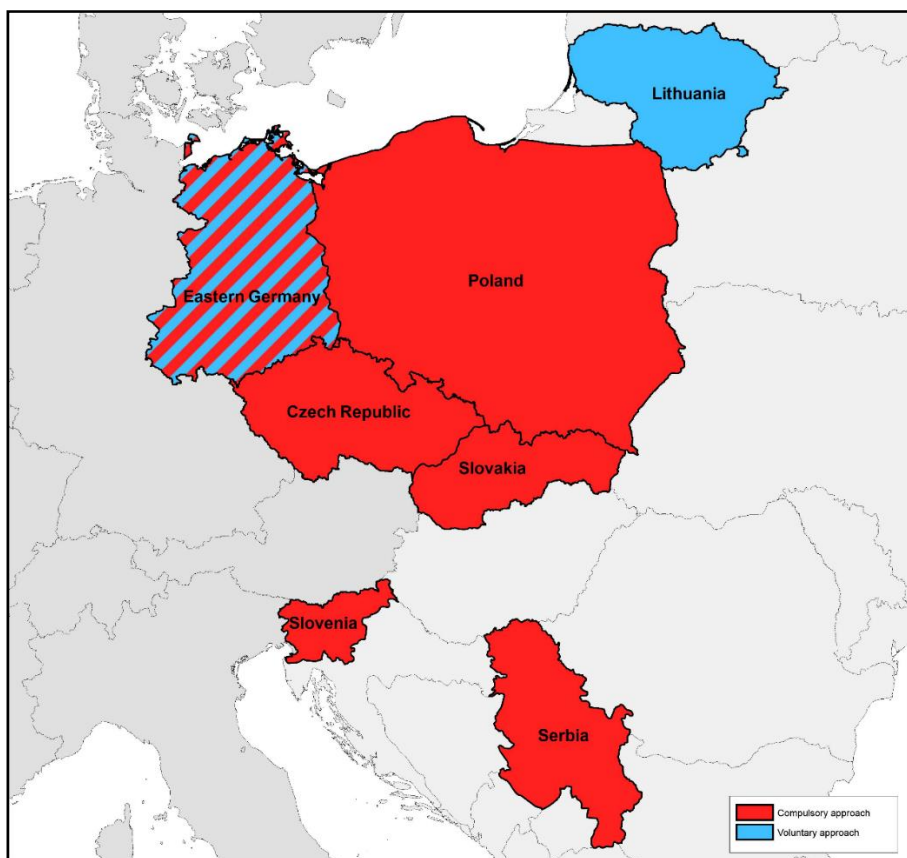 Lithuania
Poland
Eastern Germany
Czech Republic
Slovakia
Slovenia
Serbia
Compulsory approach
Voluntary approach